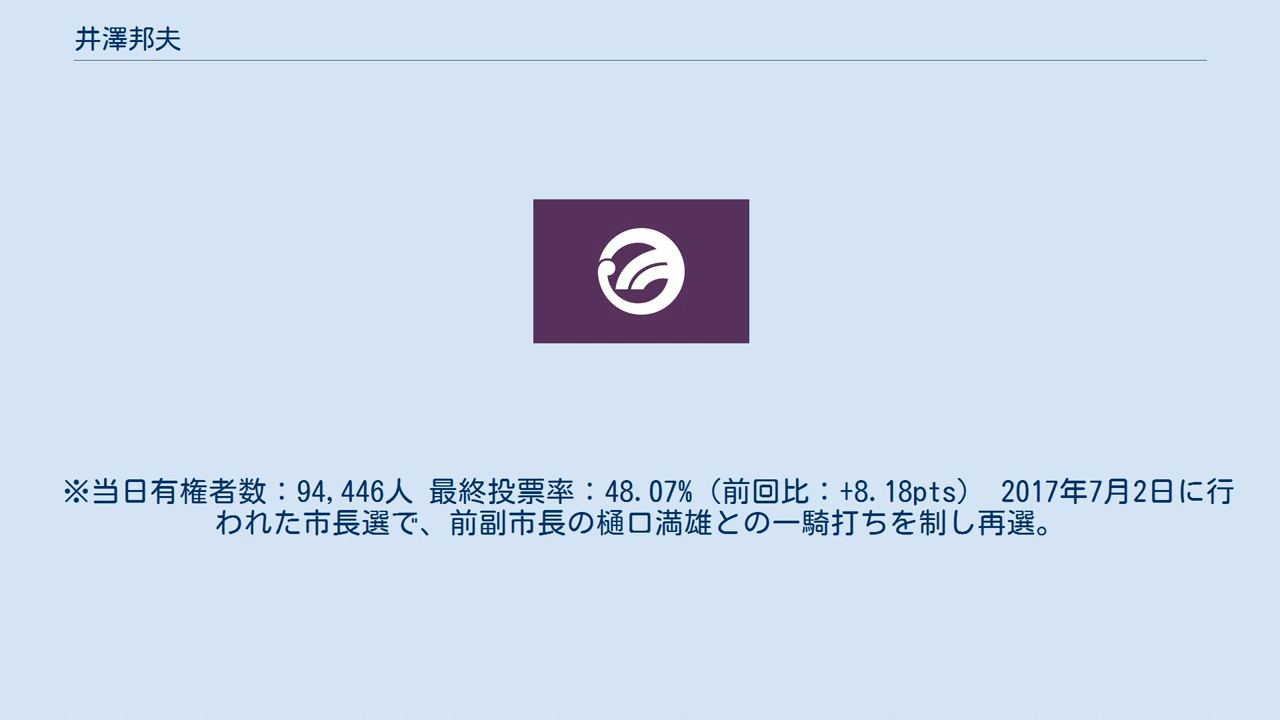 井澤邦夫
※当日有権者数：94,446人 最終投票率：48.07%（前回比：+8.18pts） 2017年7月2日に行
われた市長選で、前副市長の樋口満雄との一騎打ちを制し再選。